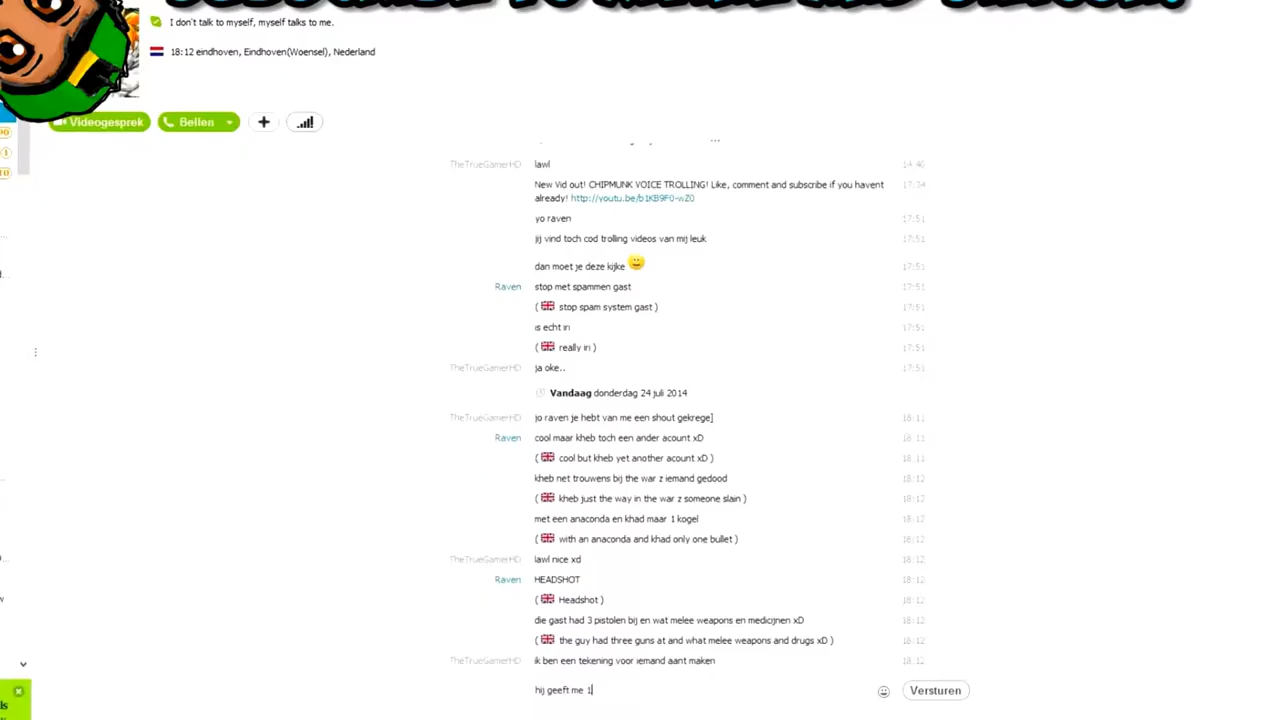 I don't talk to myself, myself talks to me.
18:12 eindhoven, Eindhoven(Woensel), Nederland
Videogesprek
Bellen
TheTrueGamerHD lawl 14:46
New Vid out! CHIPMUNK VOICE TROLLING! Like, comment and subscribe if you havent 17:34
already! http://youtu.be/b1KB9F0-wZ0
yo raven 17:51
jij vind toch cod trolling videos van mij leuk 17:51
dan moet je deze kijke 17:51
Raven stop met spammen gast 17:51
( stop spam system gast ) 17:51
is echt iri 17:51
( really iri ) 17:51
TheTrueGamerHD ja oke.. 17:51
Vandaag donderdag 24 juli 2014
TheTrueGamerHD jo raven je hebt van me een shout gekrege] 18:11
Raven cool maar kheb toch een ander acount xD 18:11
( cool but kheb yet another acount xD ) 18:11
kheb net trouwens bij the war z iemand gedood 18:12
( kheb just the way in the war z someone slain ) 18:12
met een anaconda en khad maar 1 kogel 18:12
( with an anaconda and khad only one bullet ) 18:12
TheTrueGamerHD lawl nice xd 18:12
Raven HEADSHOT 18:12
( Headshot ) 18:12
die gast had 3 pistolen bij en wat melee weapons en medicijnen xD 18:12
( the guy had three guns at and what melee weapons and drugs xD ) 18:12
TheTrueGamerHD ik ben een tekening voor iemand aant maken 18:12
hij geeft me 1
Versturen